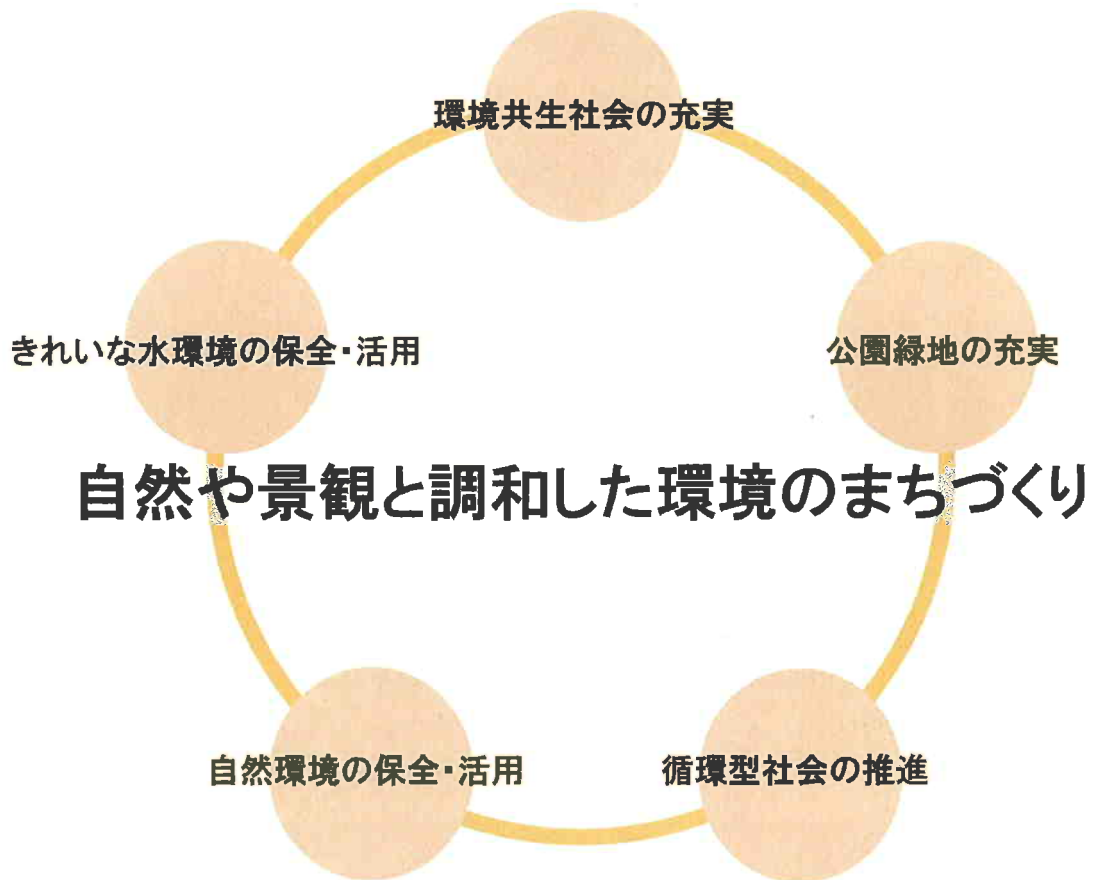 環境共生社会の充実
きれいな水環境の保全・活用
公園緑地の充実
自然や景観と調和した環境のまちづくり
自然環境の保全・活用
循環型社会の推進